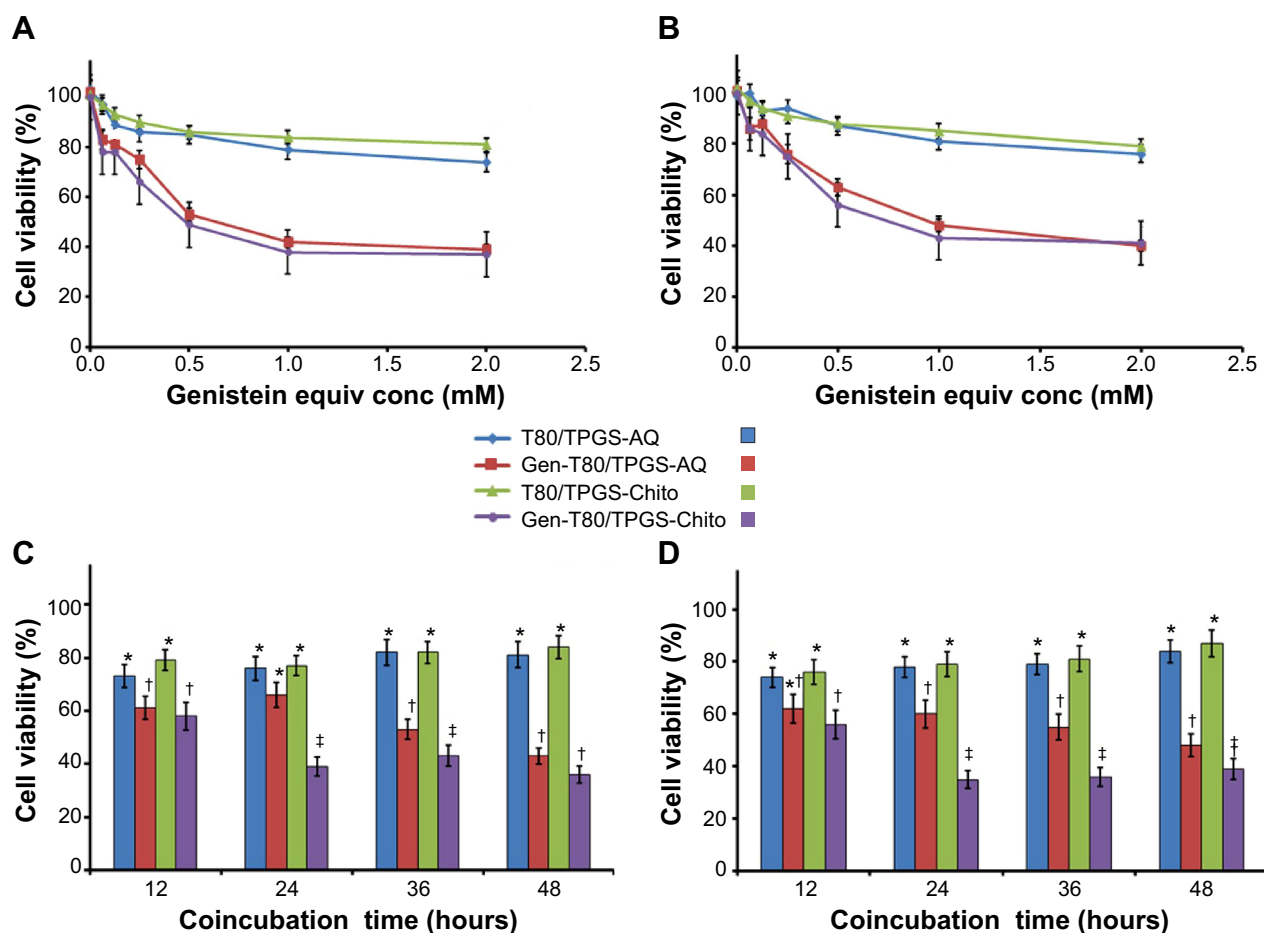 A
B
Cell viability (%)
100
80
60
40
20
0
0.0 0.5 1.0 1.5 2.0 2.5
Genistein equiv conc (mM)
Cell viability (%)
100
80
60
40
20
0
0.0 0.5 1.0 1.5 2.0 2.5
Genistein equiv conc (mM)
T80/TPGS-AQ
Gen-T80/TPGS-AQ
T80/TPGS-Chito
Gen-T80/TPGS-Chito
C
D
Cell viability (%)
100
80
60
40
20
0
* † * †
* * * ‡
* † * ‡
* † * †
12 24 36 48
Coincubation time (hours)
Cell viability (%)
100
80
60
40
20
0
* *† * †
* † * ‡
* † * ‡
* † * ‡
12 24 36 48
Coincubation time (hours)